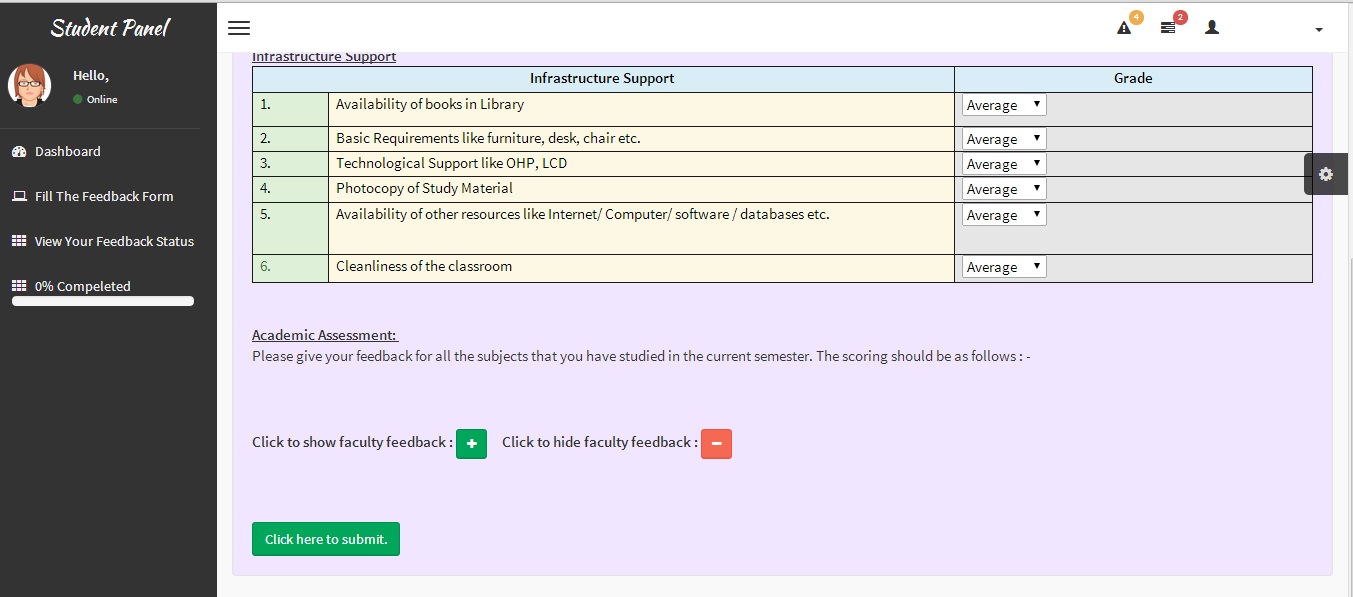 Student Panel
4
2
Hello,
Online
Dashboard
Fill The Feedback Form
View Your Feedback Status
0% Compeleted
Infrastructure Support
Infrastructure Support Grade
1. Availability of books in Library Average
2. Basic Requirements like furniture, desk, chair etc. Average
3. Technological Support like OHP, LCD Average
4. Photocopy of Study Material Average
5. Availability of other resources like Internet/ Computer/ software / databases etc. Average
6. Cleanliness of the classroom Average
Academic Assessment:
Please give your feedback for all the subjects that you have studied in the current semester. The scoring should be as follows : -
Click to show faculty feedback : + Click to hide faculty feedback : −
Click here to submit.